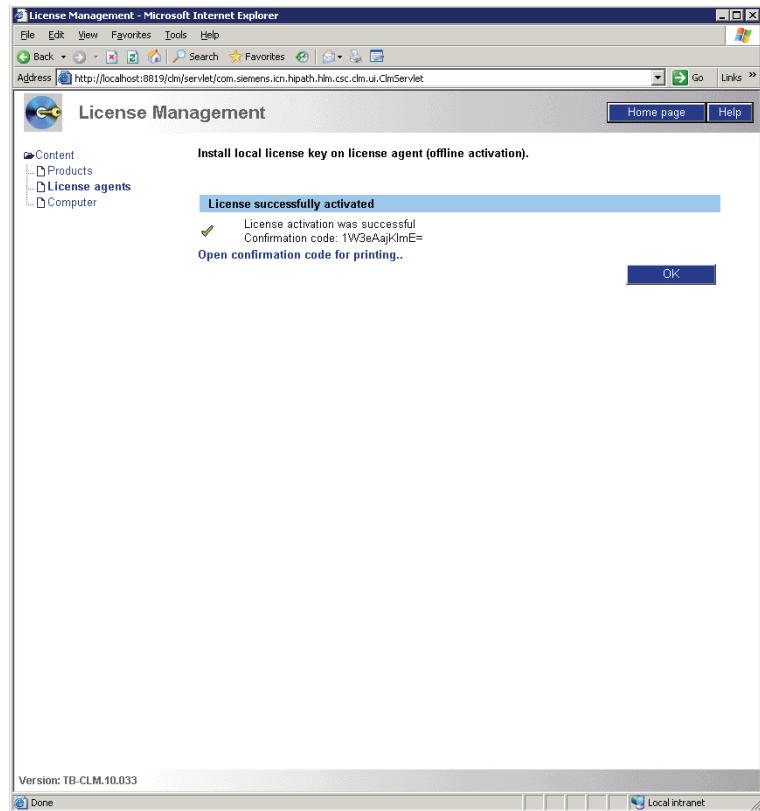 License Management - Microsoft Internet Explorer
File Edit View Favorites Tools Help
Back Search Favorites
Address http://localhost:8819/clm/servlet/com.siemens.icn.hipath.hlm.csc.clm.ui.ClmServlet Go Links »
License Management Home page Help
Content
Products
License agents
Computer
Install local license key on license agent (offline activation).
License successfully activated
License activation was successful
Confirmation code: 1W3eAajKlmE=
Open confirmation code for printing..
OK
Version: TB-CLM.10.033
Done Local intranet